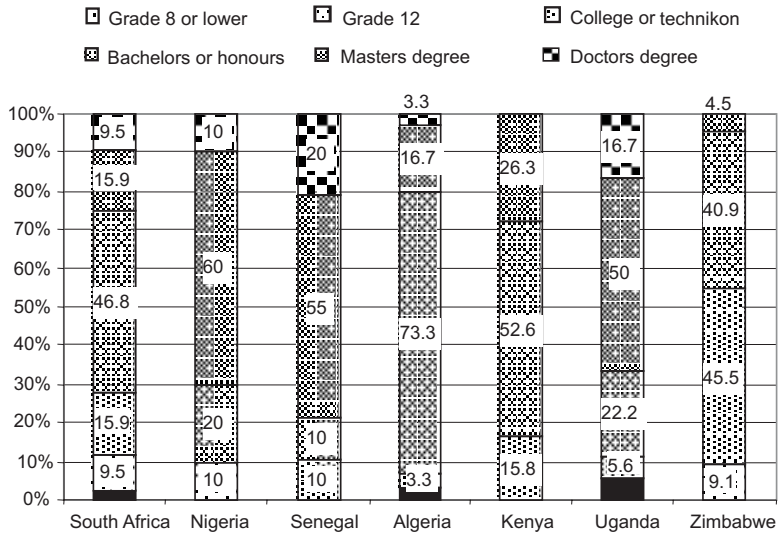 Grade 8 or lower Grade 12 College or technikon
Bachelors or honours Masters degree Doctors degree
3.3 4.5
100%
9.5 10 16.7 16.7
90%
20
15.9 26.3
80%
70% 40.9
60% 60 50
50% 46.8 55
73.3 52.6
40% 45.5
30%
20% 15.9 20 22.2
10
10% 9.5 10 10 3.3 15.8 5.6 9.1
0%
South Africa Nigeria Senegal Algeria Kenya Uganda Zimbabwe